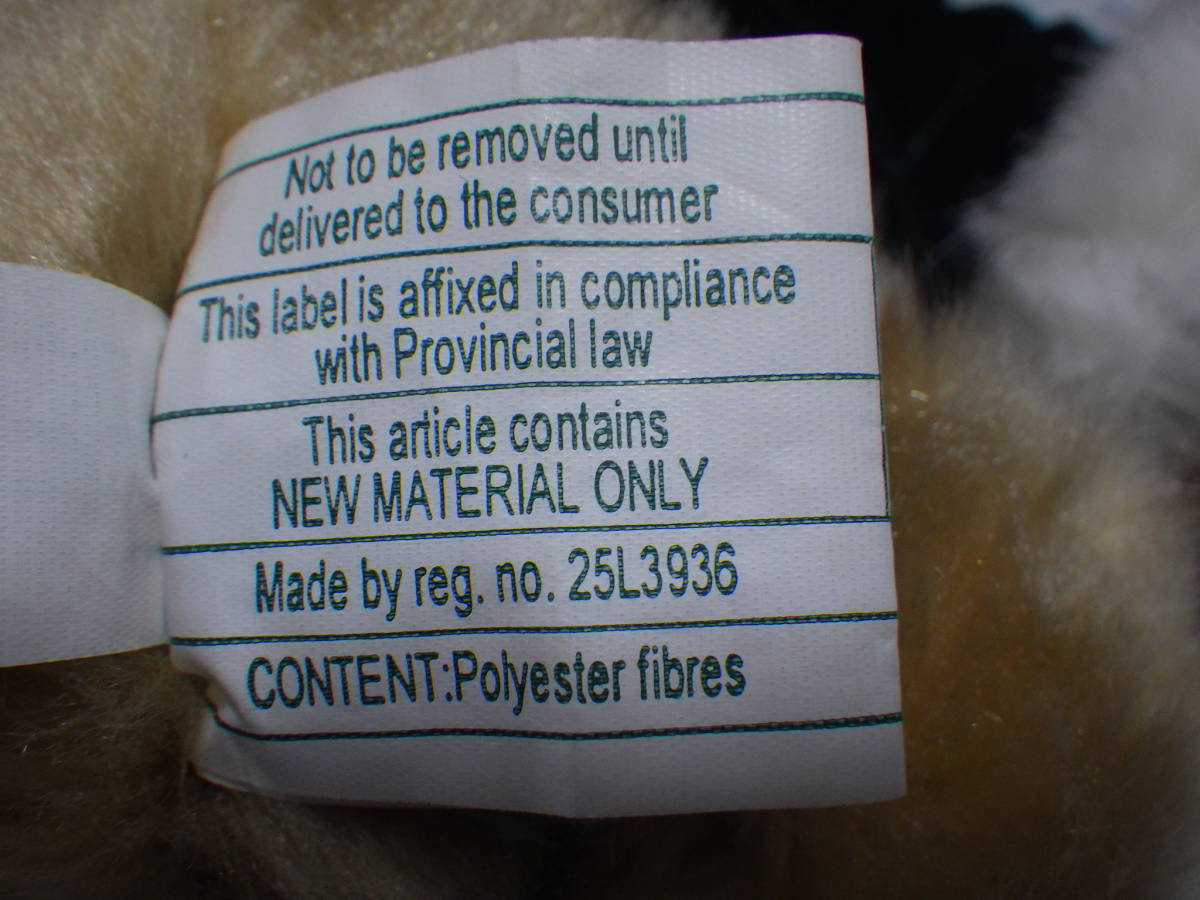 Not to be removed until
delivered to the consumer
This label is affixed in compliance
with Provincial law
This article contains
NEW MATERIAL ONLY
Made by reg. no. 25L3936
CONTENT:Polyester fibres